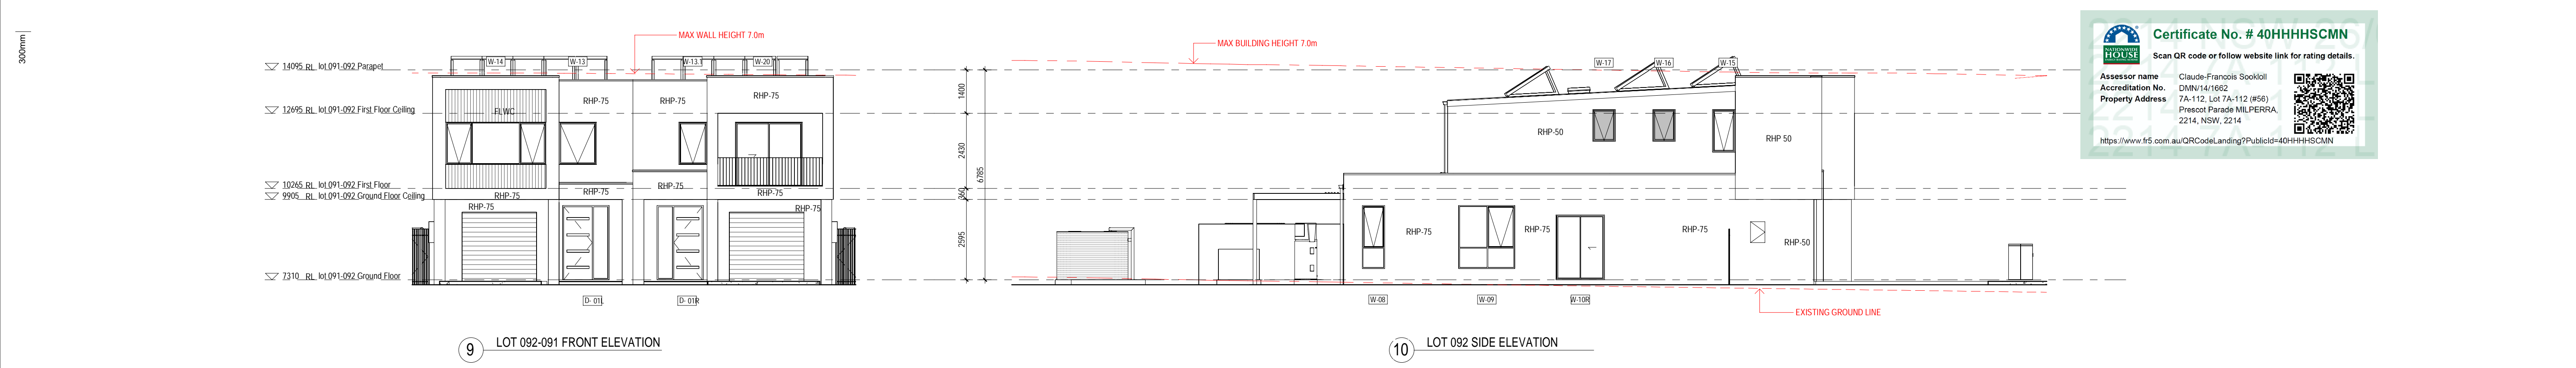 300mm
MAX WALL HEIGHT 7.0m
W-14
W-13
W-13.1
W-20
14095 RL lot 091-092 Parapet
12695 RL lot 091-092 First Floor Ceiling
10265 RL lot 091-092 First Floor
9905 RL lot 091-092 Ground Floor Ceiling
7310 RL lot 091-092 Ground Floor
FLWC
RHP-75
RHP-75
RHP-75
RHP-75
RHP-75
RHP-75
RHP-75
RHP-75
RHP-75
D- 01L
D- 01R
9
LOT 092-091 FRONT ELEVATION
1400
2430
360
2595
6785
MAX BUILDING HEIGHT 7.0m
W-17
W-16
W-15
RHP-50
RHP 50
RHP-75
RHP-75
RHP-75
RHP-50
W-08
W-09
W-10R
EXISTING GROUND LINE
10
LOT 092 SIDE ELEVATION
NATIONWIDE
HOUSE
Certificate No. # 40HHHHSCMN
Scan QR code or follow website link for rating details.
Assessor name Claude-Francois Sookloll
Accreditation No. DMN/14/1662
Property Address 7A-112, Lot 7A-112 (#56)
Prescot Parade MILPERRA,
2214, NSW, 2214
https://www.fr5.com.au/QRCodeLanding?PublicId=40HHHHSCMN